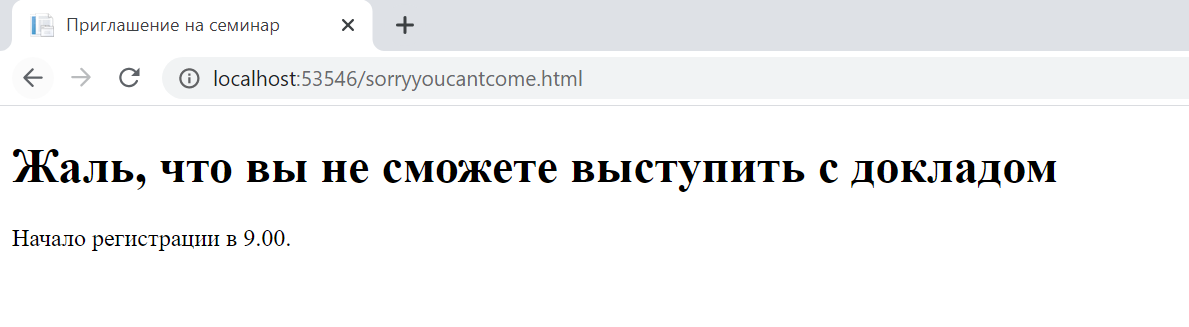 Приглашение на семинар
localhost:53546/sorryyoucantcome.html
Жаль, что вы не сможете выступить с докладом
Начало регистрации в 9.00.